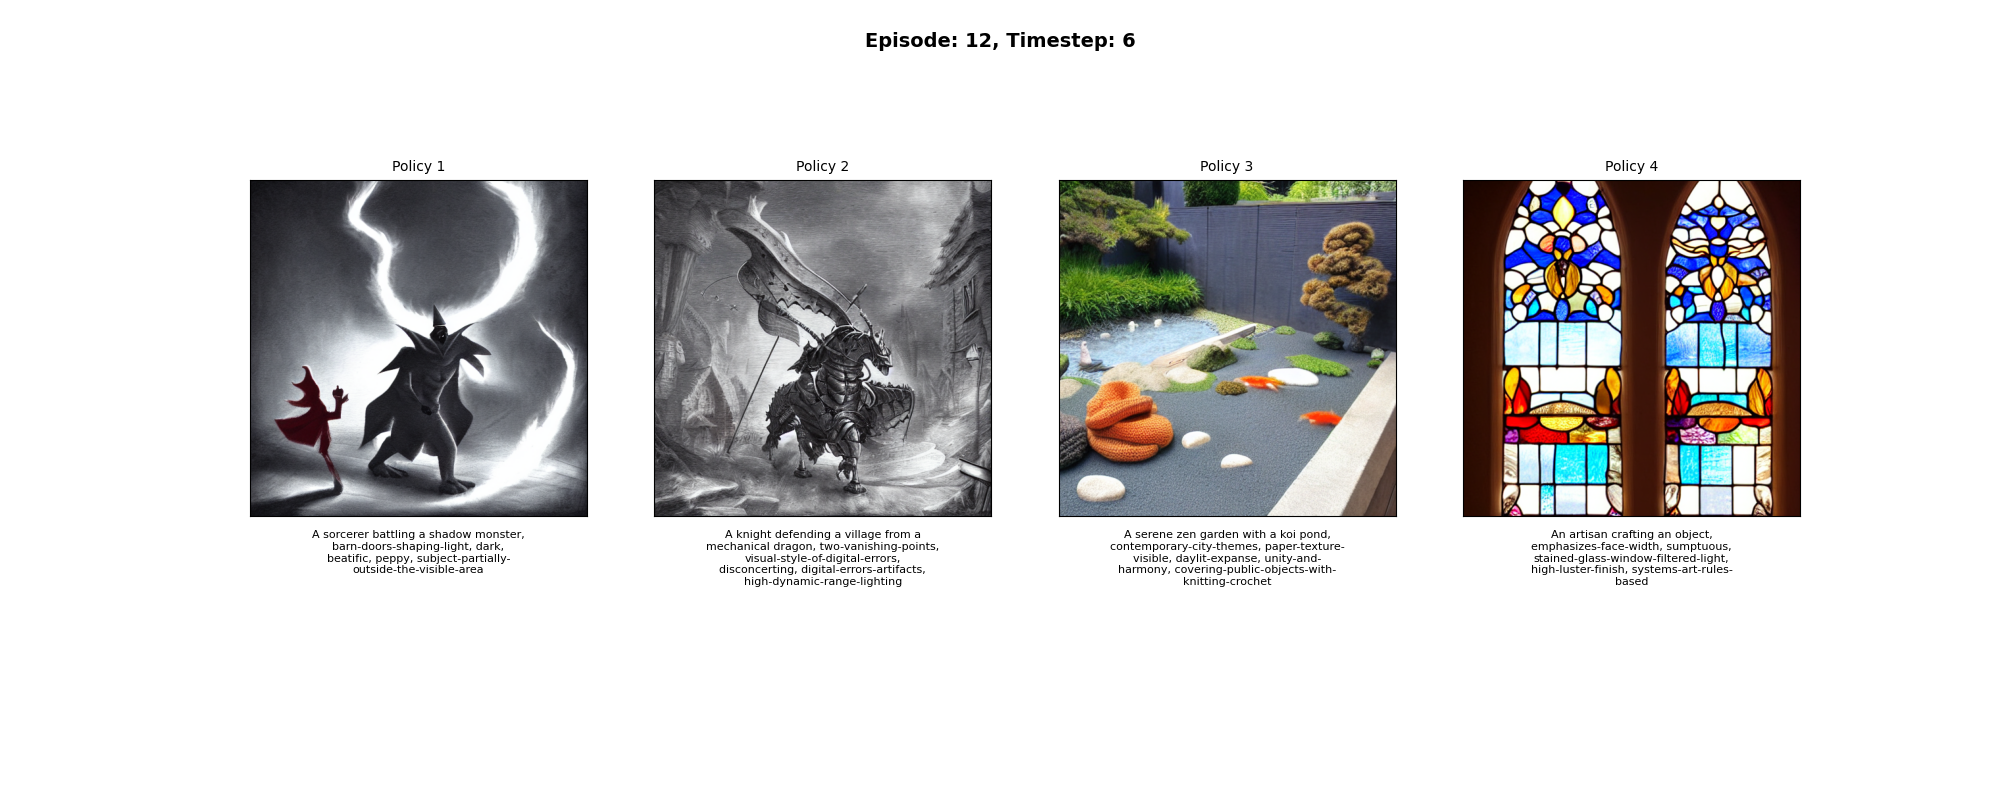 Episode: 12, Timestep: 6
Policy 1
A sorcerer battling a shadow monster,
barn-doors-shaping-light, dark,
beatific, peppy, subject-partially-
outside-the-visible-area
Policy 2
A knight defending a village from a
mechanical dragon, two-vanishing-points,
visual-style-of-digital-errors,
disconcerting, digital-errors-artifacts,
high-dynamic-range-lighting
Policy 3
A serene zen garden with a koi pond,
contemporary-city-themes, paper-texture-
visible, daylit-expanse, unity-and-
harmony, covering-public-objects-with-
knitting-crochet
Policy 4
An artisan crafting an object,
emphasizes-face-width, sumptuous,
stained-glass-window-filtered-light,
high-luster-finish, systems-art-rules-
based